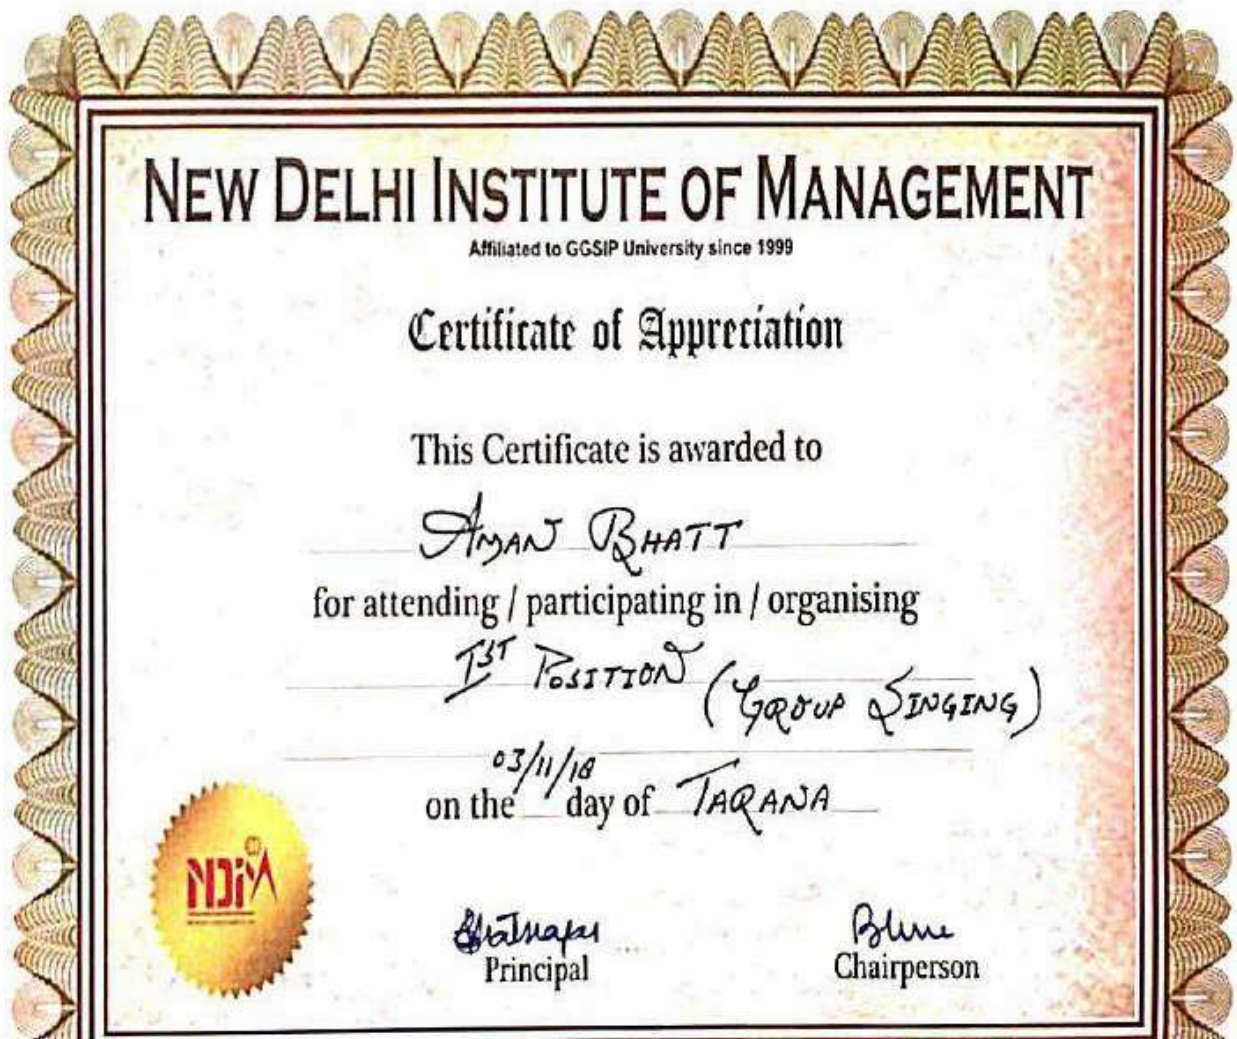 NEW DELHI INSTITUTE OF MANAGEMENT
Affiliated to GGSIP University since 1999
Certificate of Appreciation
This Certificate is awarded to
AMAN BHATT
for attending / participating in / organising
IST POSITION (GROUP SINGING)
03/11/18
on the day of TARANA
NDIM
Principal
Chairperson